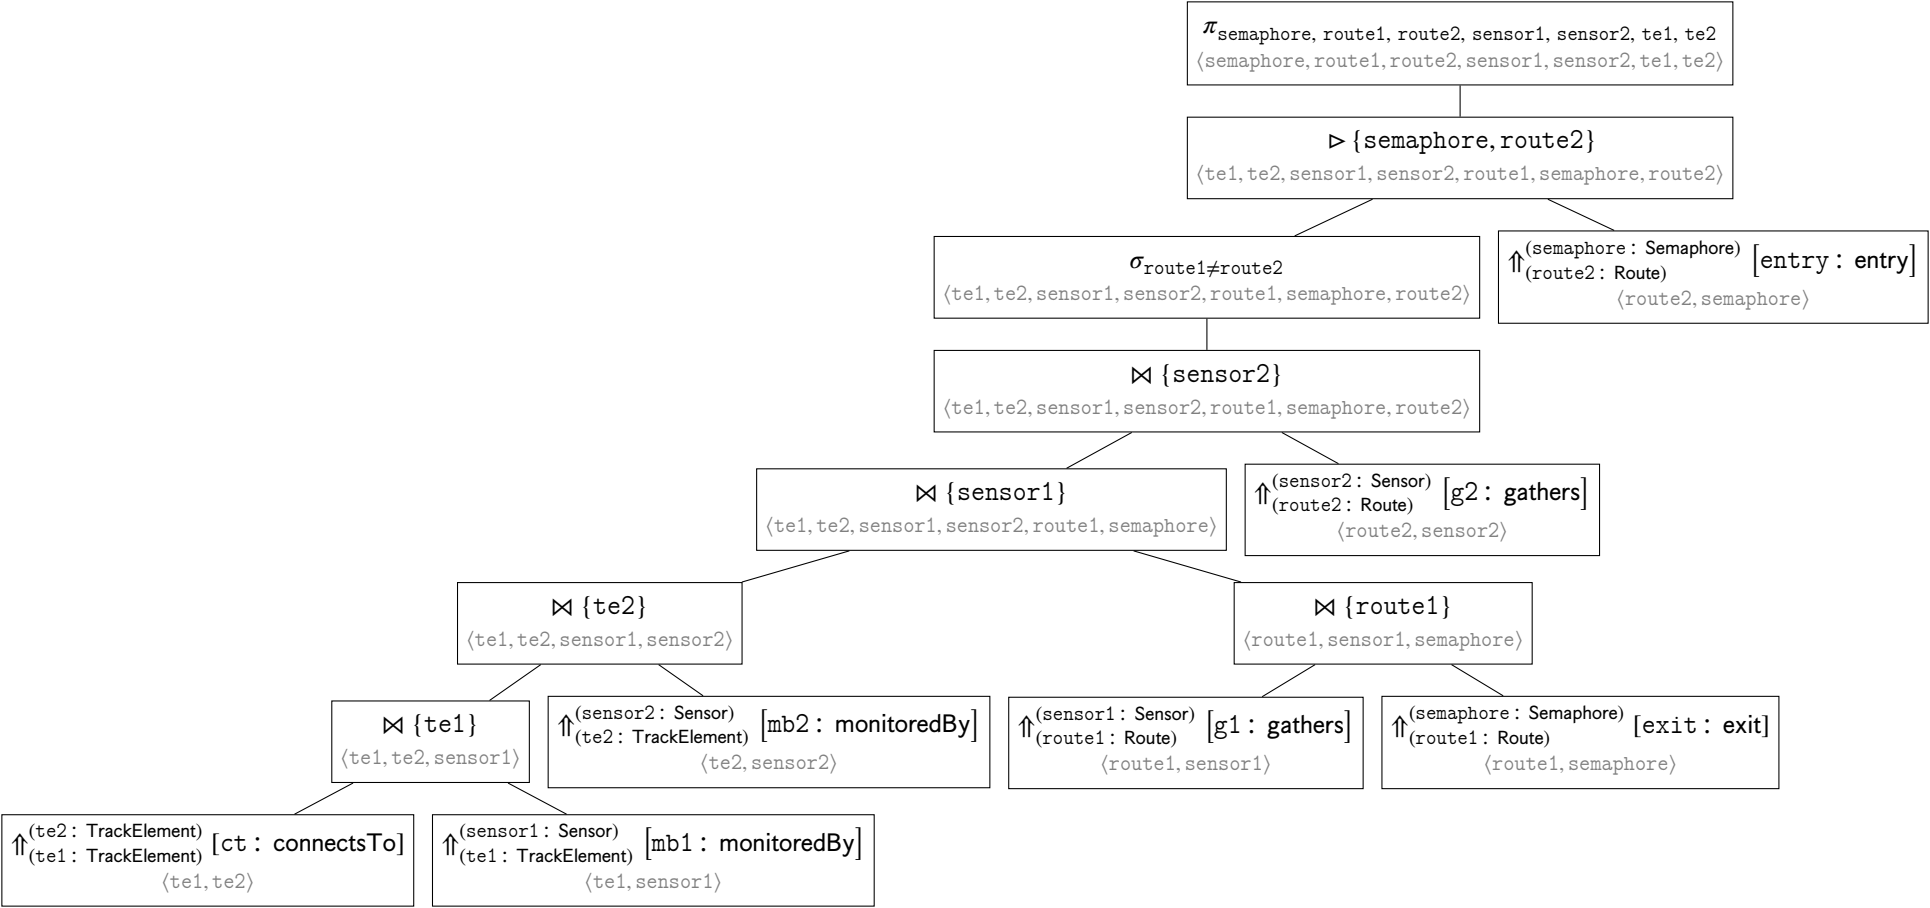 π semaphore, route1, route2, sensor1, sensor2, te1, te2
⟨semaphore, route1, route2, sensor1, sensor2, te1, te2⟩
▷ {semaphore, route2}
⟨te1, te2, sensor1, sensor2, route1, semaphore, route2⟩
σ route1≠route2
⟨te1, te2, sensor1, sensor2, route1, semaphore, route2⟩
⇑ (semaphore: Semaphore) (route2: Route) [entry: entry]
⟨route2, semaphore⟩
⋈ {sensor2}
⟨te1, te2, sensor1, sensor2, route1, semaphore, route2⟩
⋈ {sensor1}
⟨te1, te2, sensor1, sensor2, route1, semaphore⟩
⇑ (sensor2: Sensor) (route2: Route) [g2: gathers]
⟨route2, sensor2⟩
⋈ {te2}
⟨te1, te2, sensor1, sensor2⟩
⋈ {route1}
⟨route1, sensor1, semaphore⟩
⋈ {te1}
⟨te1, te2, sensor1⟩
⇑ (sensor2: Sensor) (te2: TrackElement) [mb2: monitoredBy]
⟨te2, sensor2⟩
⇑ (sensor1: Sensor) (route1: Route) [g1: gathers]
⟨route1, sensor1⟩
⇑ (semaphore: Semaphore) (route1: Route) [exit: exit]
⟨route1, semaphore⟩
⇑ (te2: TrackElement) (te1: TrackElement) [ct: connectsTo]
⟨te1, te2⟩
⇑ (sensor1: Sensor) (te1: TrackElement) [mb1: monitoredBy]
⟨te1, sensor1⟩